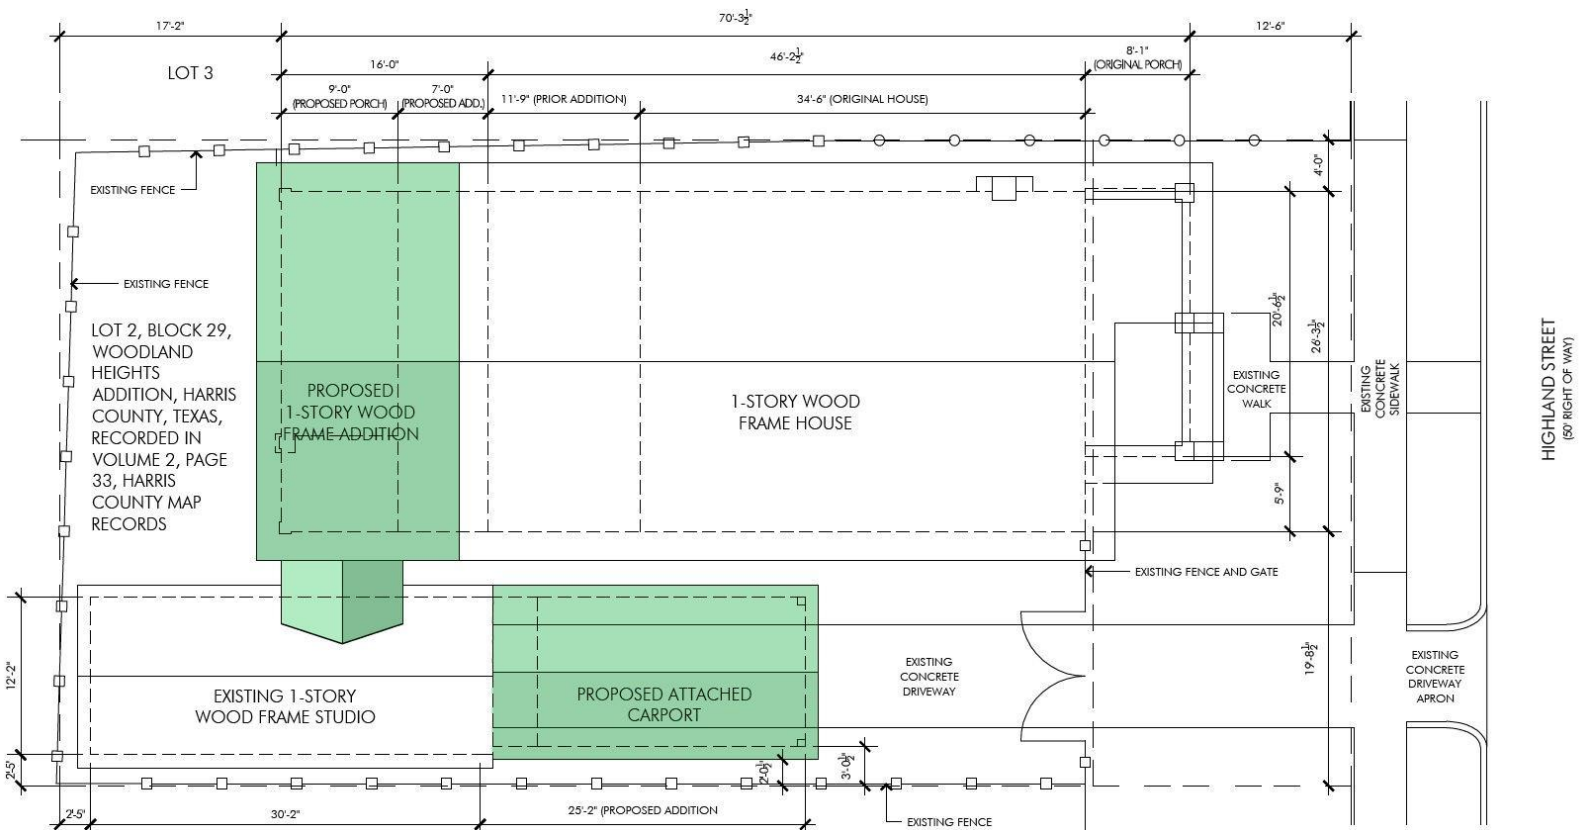 17'-2"
70'-3½"
12'-6"
LOT 3
16'-0"
46'-2½"
8'-1"
(ORIGINAL PORCH)
9'-0"
(PROPOSED PORCH)
7'-0"
(PROPOSED ADD.)
11'-9" (PRIOR ADDITION)
34'-6" (ORIGINAL HOUSE)
4'-0"
EXISTING FENCE
EXISTING FENCE
LOT 2, BLOCK 29,
WOODLAND
HEIGHTS
ADDITION, HARRIS
COUNTY, TEXAS,
RECORDED IN
VOLUME 2, PAGE
33, HARRIS
COUNTY MAP
RECORDS
PROPOSED
1-STORY WOOD
FRAME ADDITION
1-STORY WOOD
FRAME HOUSE
20'-6½"
26'-3½"
EXISTING
CONCRETE
WALK
EXISTING
CONCRETE
SIDEWALK
HIGHLAND STREET
(50' RIGHT OF WAY)
5'-9"
EXISTING FENCE AND GATE
12'-2"
EXISTING 1-STORY
WOOD FRAME STUDIO
PROPOSED ATTACHED
CARPORT
EXISTING
CONCRETE
DRIVEWAY
19'-8½"
EXISTING
CONCRETE
DRIVEWAY
APRON
2'-5"
2'-0½"
3'-0½"
2'-5"
30'-2"
25'-2" (PROPOSED ADDITION
EXISTING FENCE